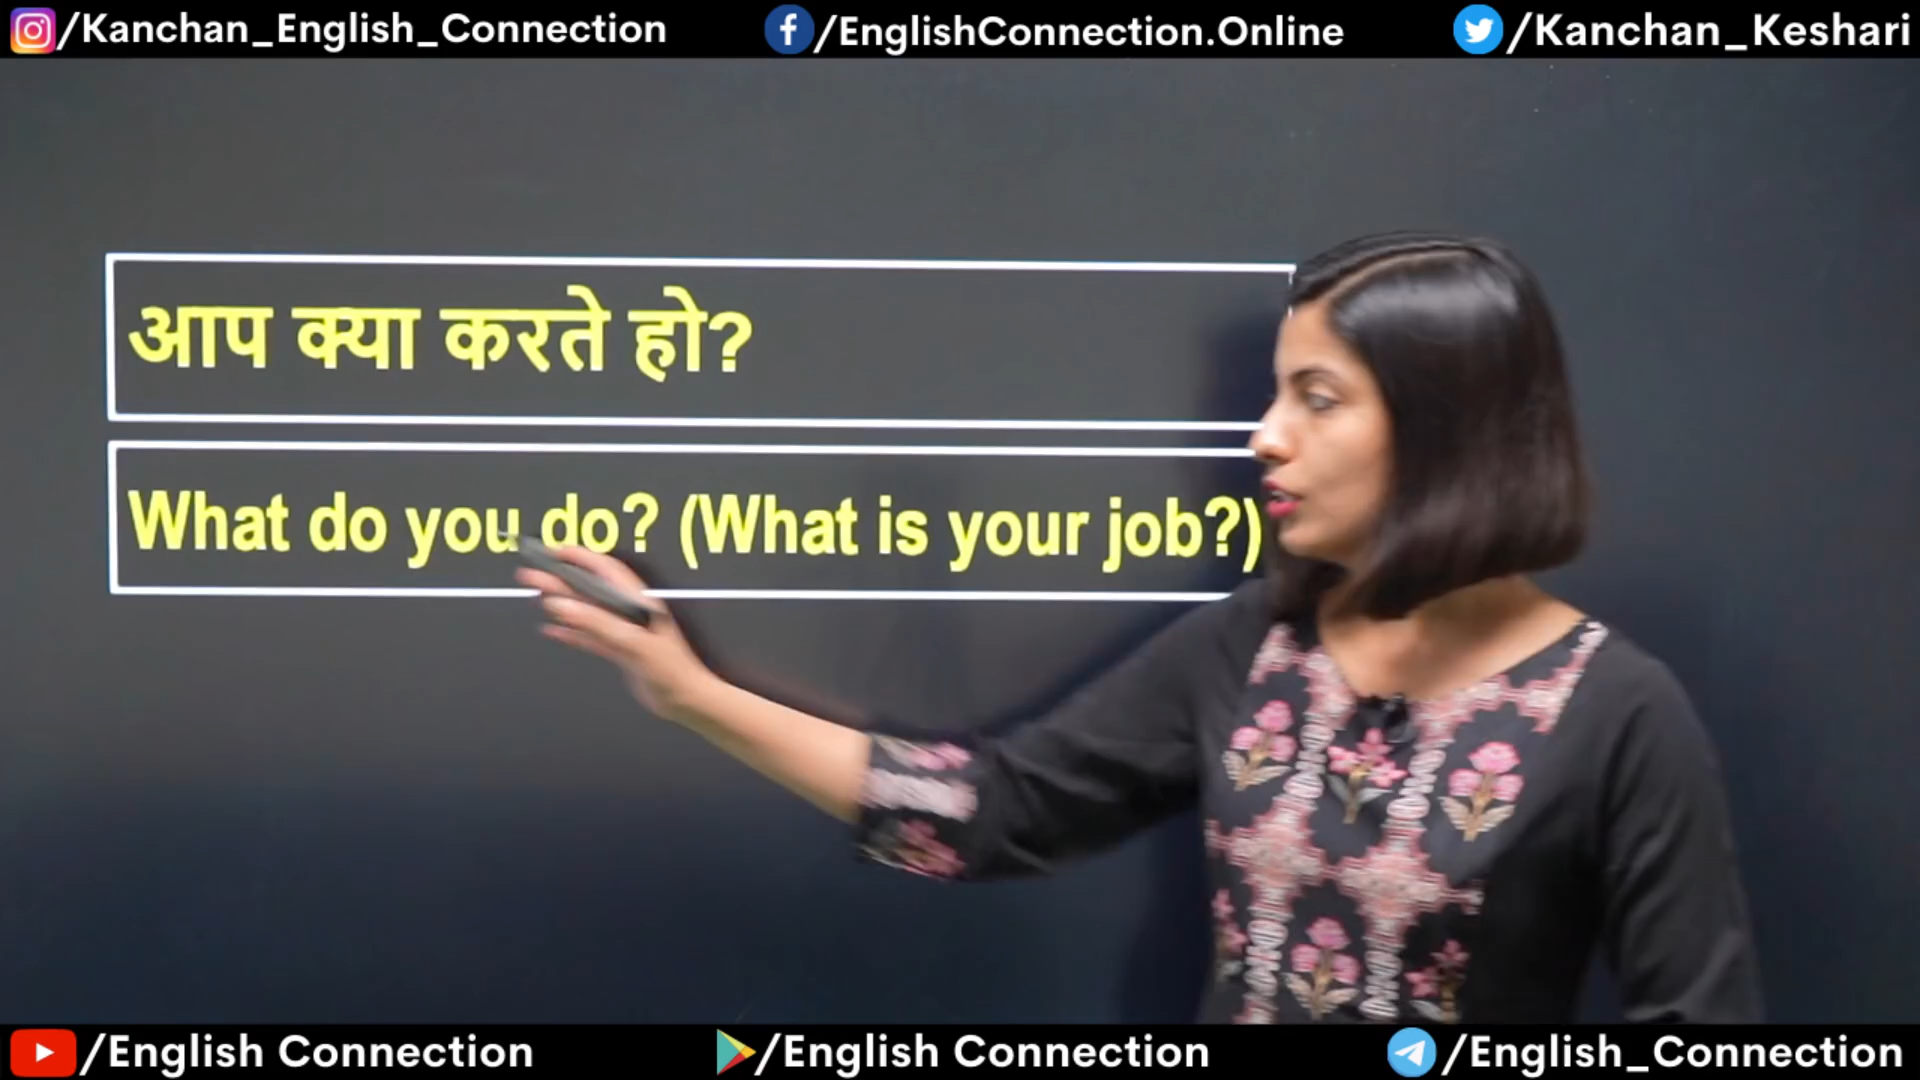 /Kanchan_English_Connection
/EnglishConnection.Online
/Kanchan_Keshari
आप क्या करते हो?
What do you do? (What is your job?)
/English Connection
/English Connection
/English_Connection